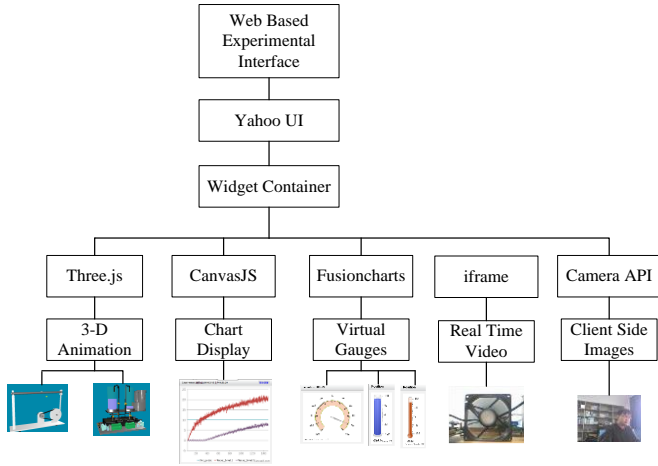 Web Based
Experimental
Interface
Yahoo UI
Widget Container
Three.js
CanvasJS
Fusioncharts
iframe
Camera API
3-D
Animation
Chart
Display
Virtual
Gauges
Real Time
Video
Client Side
Images